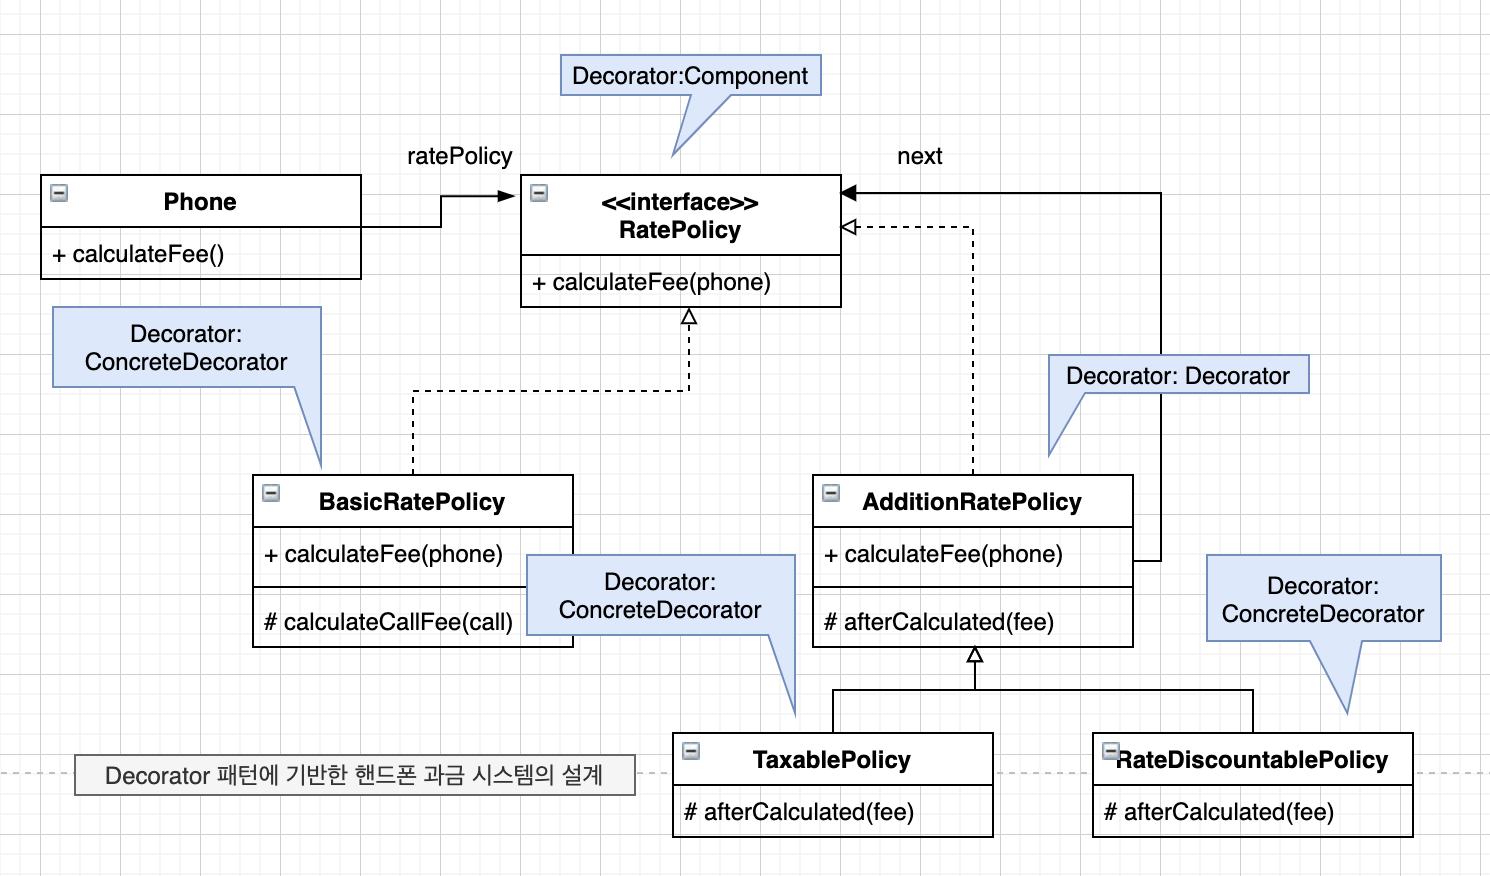 Decorator:Component
ratePolicy
next
Phone
+ calculateFee()
<<interface>>
RatePolicy
+ calculateFee(phone)
Decorator:
ConcreteDecorator
Decorator: Decorator
BasicRatePolicy
+ calculateFee(phone)
# calculateCallFee(call)
Decorator:
ConcreteDecorator
AdditionRatePolicy
+ calculateFee(phone)
# afterCalculated(fee)
Decorator:
ConcreteDecorator
Decorator 패턴에 기반한 핸드폰 과금 시스템의 설계
TaxablePolicy
# afterCalculated(fee)
RateDiscountablePolicy
# afterCalculated(fee)